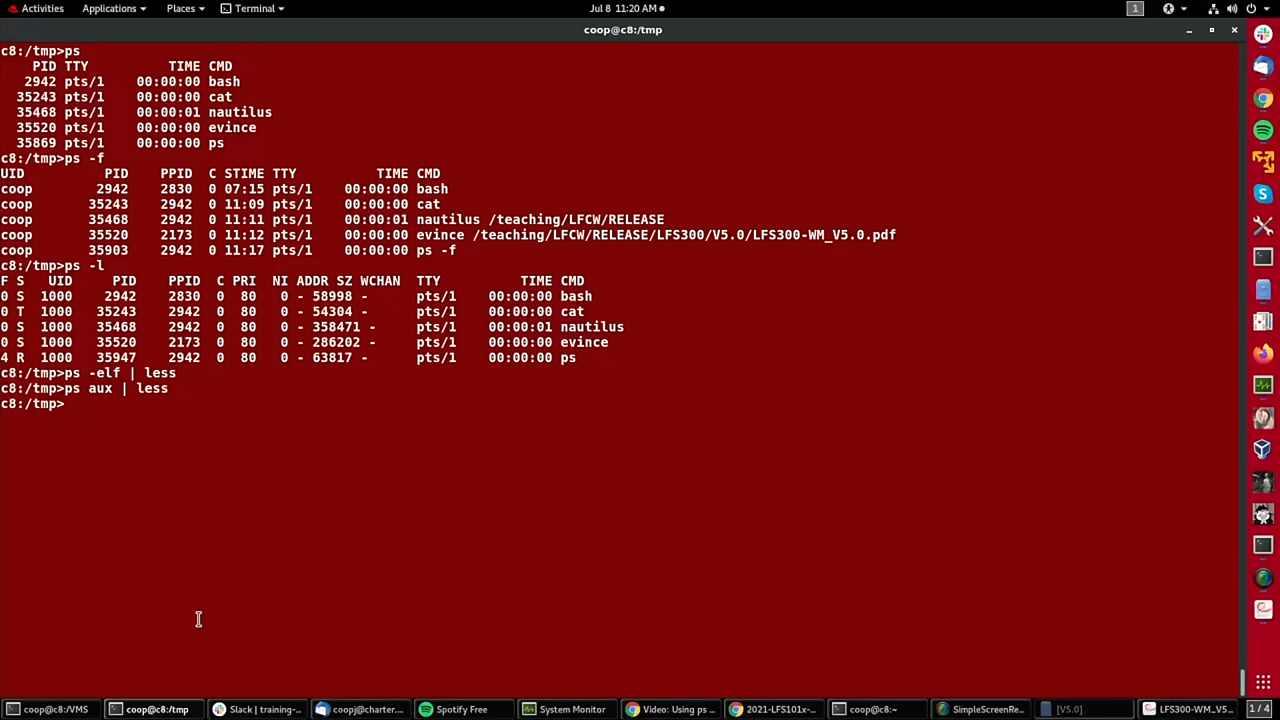 Activities Applications Places Terminal Jul 8 11:20 AM 1
coop@c8:/tmp
c8:/tmp>ps
PID TTY TIME CMD
2942 pts/1 00:00:00 bash
35243 pts/1 00:00:00 cat
35468 pts/1 00:00:01 nautilus
35520 pts/1 00:00:00 evince
35869 pts/1 00:00:00 ps
c8:/tmp>ps -f
UID PID PPID C STIME TTY TIME CMD
coop 2942 2830 0 07:15 pts/1 00:00:00 bash
coop 35243 2942 0 11:09 pts/1 00:00:00 cat
coop 35468 2942 0 11:11 pts/1 00:00:01 nautilus /teaching/LFCW/RELEASE
coop 35520 2173 0 11:12 pts/1 00:00:00 evince /teaching/LFCW/RELEASE/LFS300/V5.0/LFS300-WM_V5.0.pdf
coop 35903 2942 0 11:17 pts/1 00:00:00 ps -f
c8:/tmp>ps -l
F S UID PID PPID C PRI NI ADDR SZ WCHAN TTY TIME CMD
0 S 1000 2942 2830 0 80 0 - 58998 - pts/1 00:00:00 bash
0 T 1000 35243 2942 0 80 0 - 54304 - pts/1 00:00:00 cat
0 S 1000 35468 2942 0 80 0 - 358471 - pts/1 00:00:01 nautilus
0 S 1000 35520 2173 0 80 0 - 286202 - pts/1 00:00:00 evince
4 R 1000 35947 2942 0 80 0 - 63817 - pts/1 00:00:00 ps
c8:/tmp>ps -elf | less
c8:/tmp>ps aux | less
c8:/tmp>
coop@c8:/VMS coop@c8:/tmp Slack | training-... coopj@charter.... Spotify Free System Monitor Video: Using ps ... 2021-LFS101x-... coop@c8:~ SimpleScreenRe... [V5.0] LFS300-WM_V5... 1 / 4